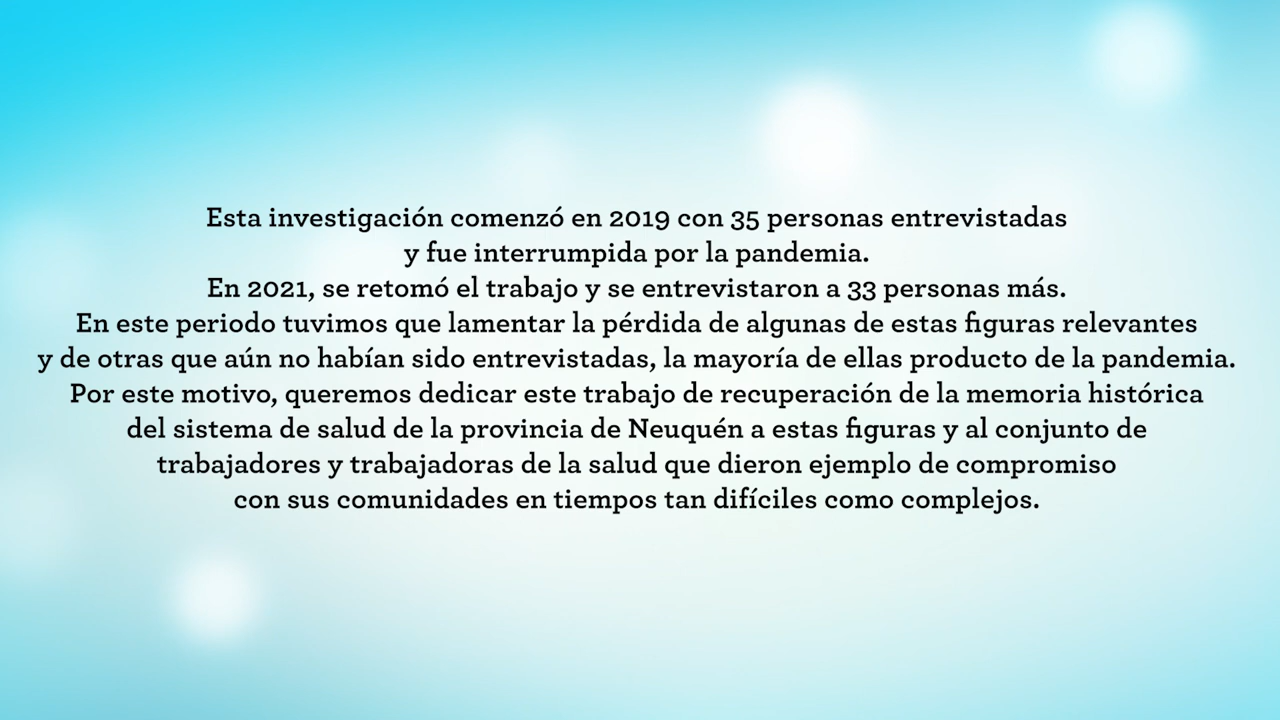 Esta investigación comenzó en 2019 con 35 personas entrevistadas
y fue interrumpida por la pandemia.
En 2021, se retomó el trabajo y se entrevistaron a 33 personas más.
En este periodo tuvimos que lamentar la pérdida de algunas de estas figuras relevantes
y de otras que aún no habían sido entrevistadas, la mayoría de ellas producto de la pandemia.
Por este motivo, queremos dedicar este trabajo de recuperación de la memoria histórica
del sistema de salud de la provincia de Neuquén a estas figuras y al conjunto de
trabajadores y trabajadoras de la salud que dieron ejemplo de compromiso
con sus comunidades en tiempos tan difíciles como complejos.